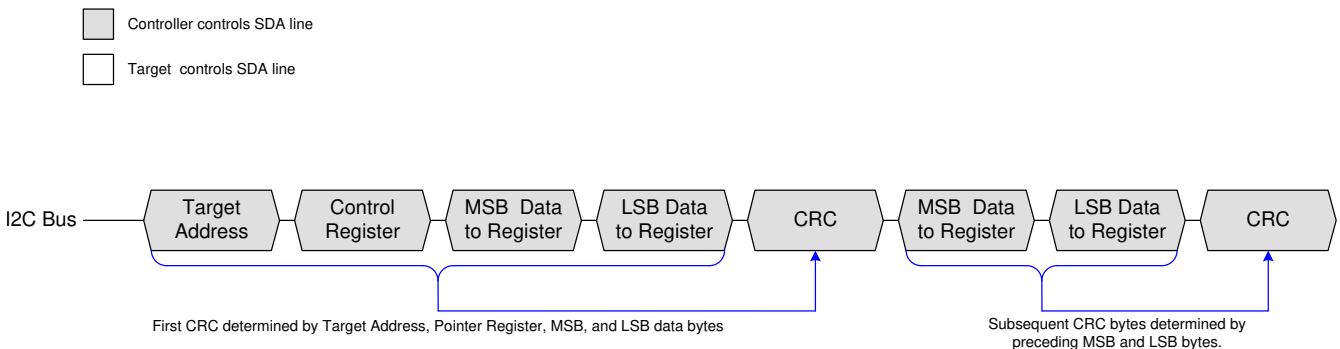 Controller controls SDA line
Target controls SDA line
I2C Bus
Target
Address
Control
Register
MSB Data
to Register
LSB Data
to Register
CRC
MSB Data
to Register
LSB Data
to Register
CRC
First CRC determined by Target Address, Pointer Register, MSB, and LSB data bytes
Subsequent CRC bytes determined by
preceding MSB and LSB bytes.